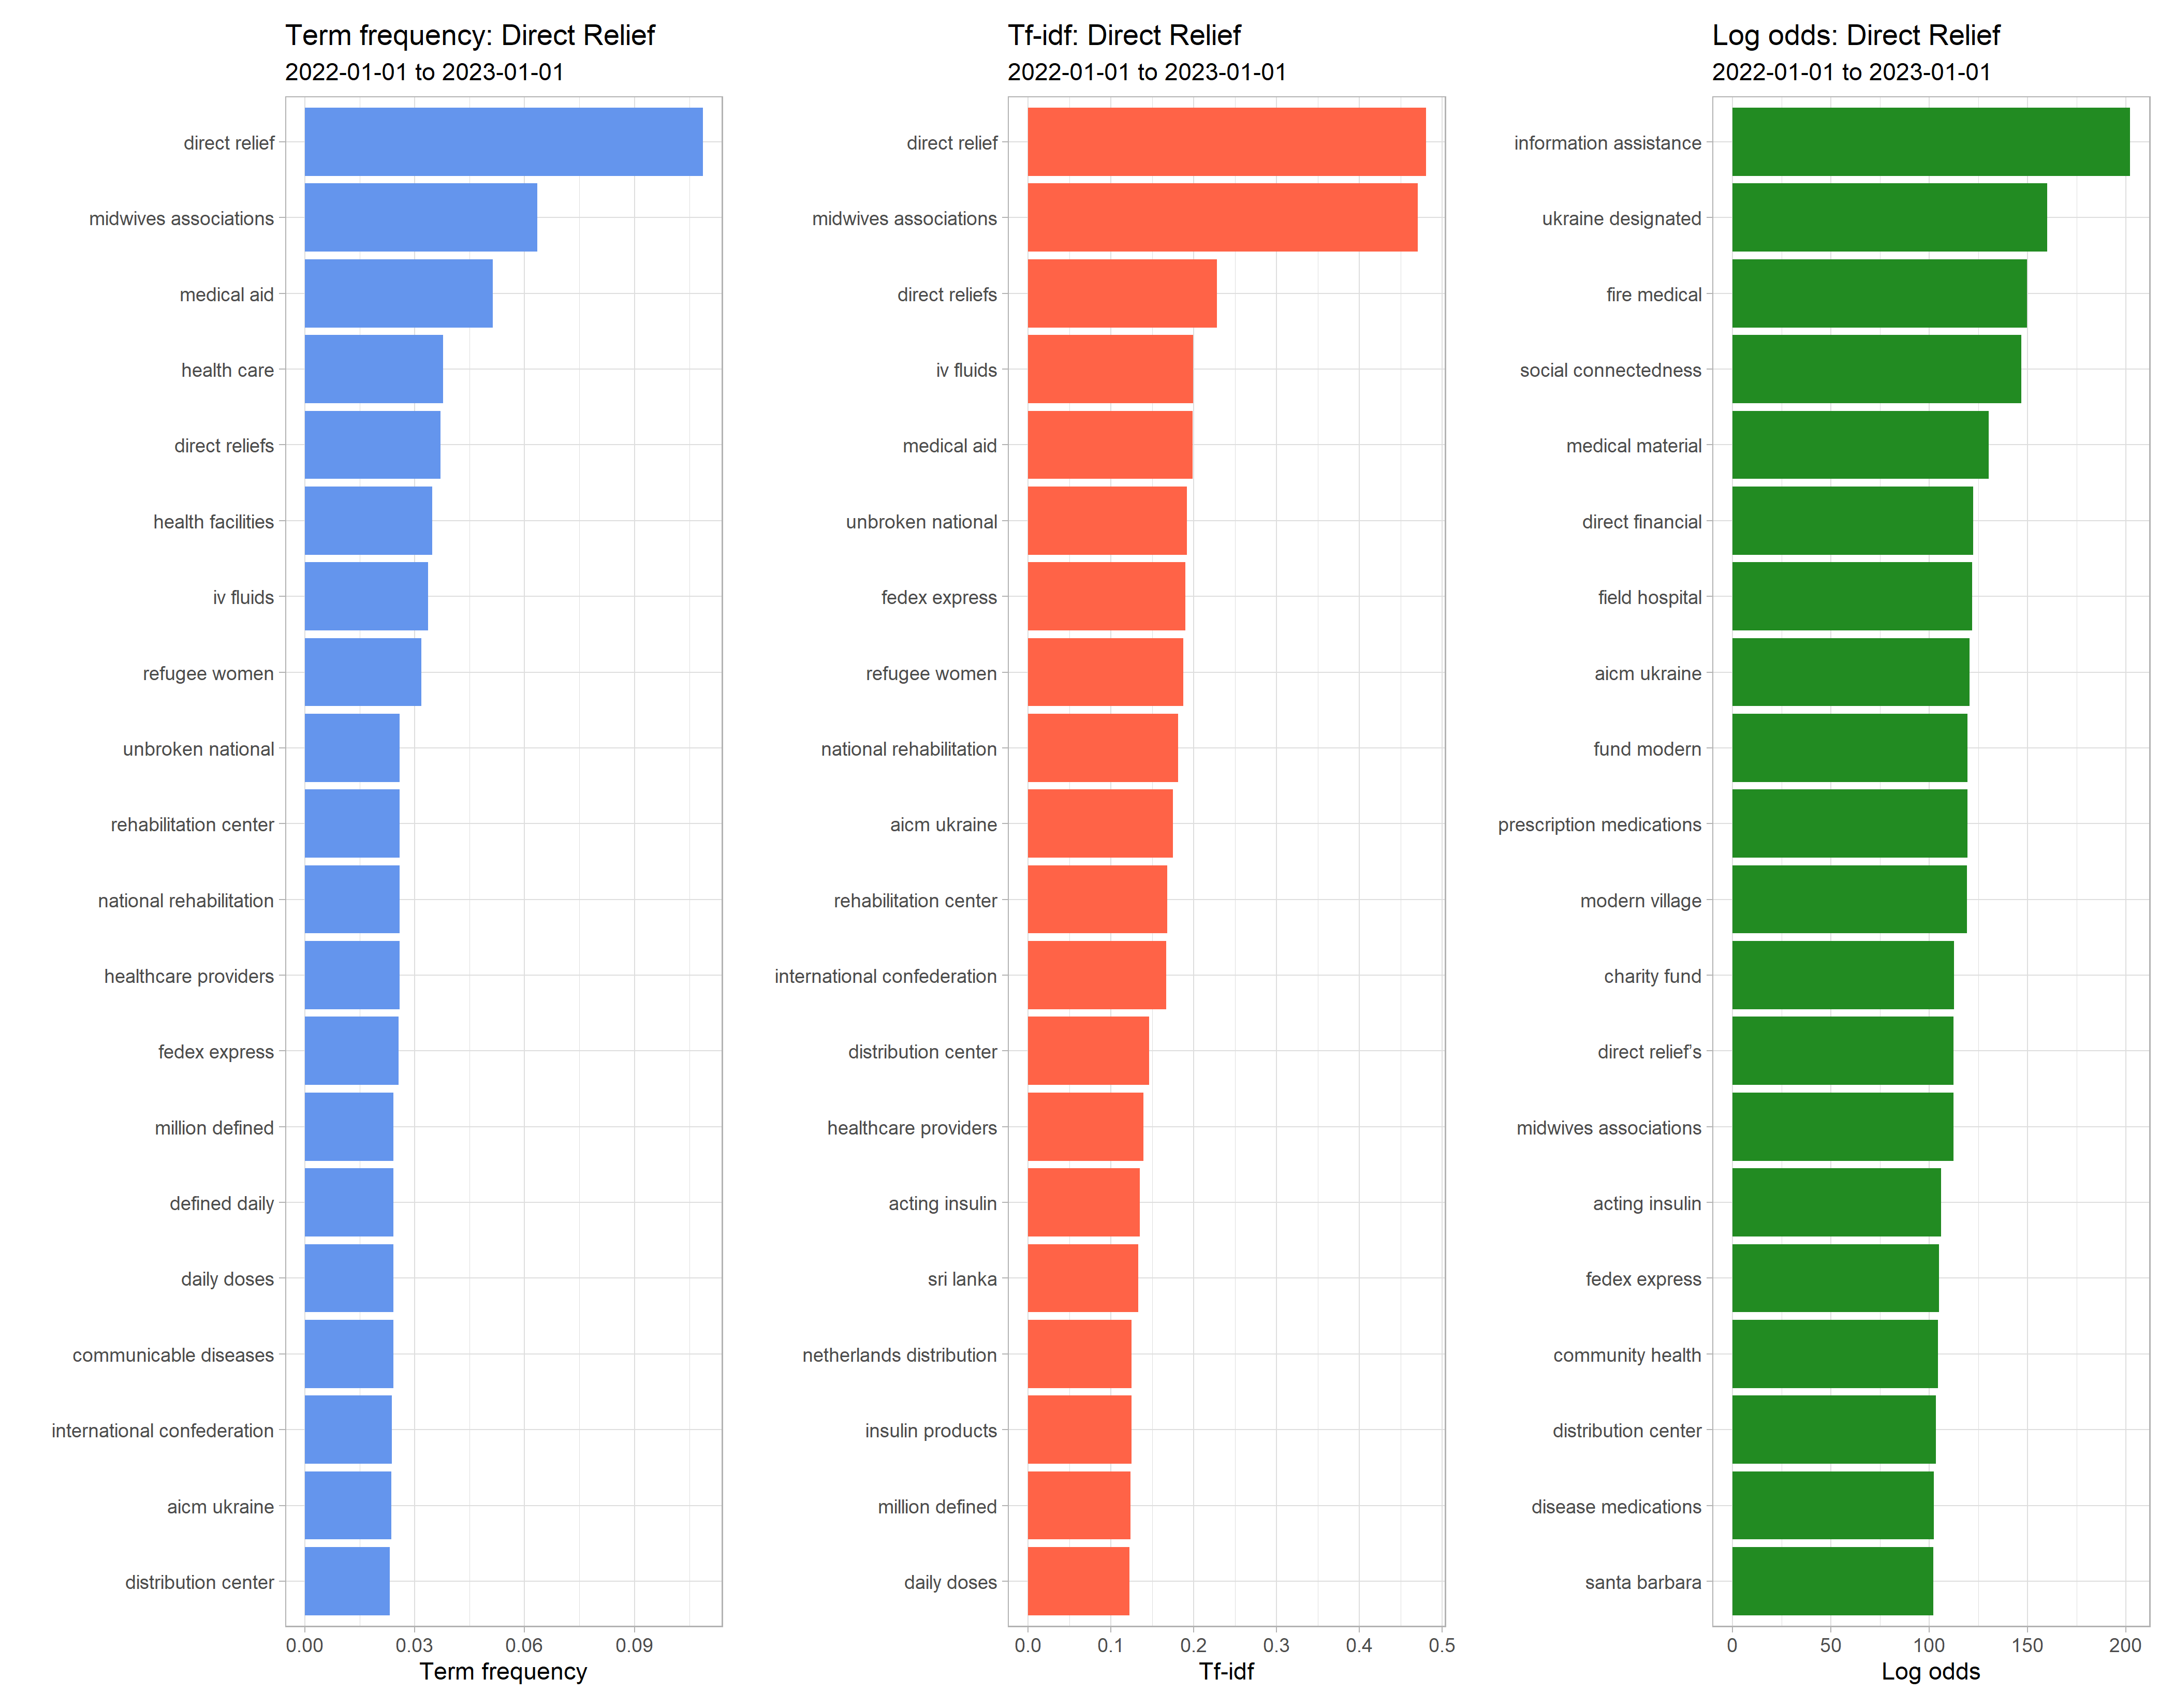 Term frequency: Direct Relief
2022-01-01 to 2023-01-01
direct relief
midwives associations
medical aid
health care
direct reliefs
health facilities
iv fluids
refugee women
unbroken national
rehabilitation center
national rehabilitation
healthcare providers
fedex express
million defined
defined daily
daily doses
communicable diseases
international confederation
aicm ukraine
distribution center
0.00 0.03 0.06 0.09
Term frequency
Tf-idf: Direct Relief
2022-01-01 to 2023-01-01
direct relief
midwives associations
direct reliefs
iv fluids
medical aid
unbroken national
fedex express
refugee women
national rehabilitation
aicm ukraine
rehabilitation center
international confederation
distribution center
healthcare providers
acting insulin
sri lanka
netherlands distribution
insulin products
million defined
daily doses
0.0 0.1 0.2 0.3 0.4 0.5
Tf-idf
Log odds: Direct Relief
2022-01-01 to 2023-01-01
information assistance
ukraine designated
fire medical
social connectedness
medical material
direct financial
field hospital
aicm ukraine
fund modern
prescription medications
modern village
charity fund
direct relief’s
midwives associations
acting insulin
fedex express
community health
distribution center
disease medications
santa barbara
0 50 100 150 200
Log odds